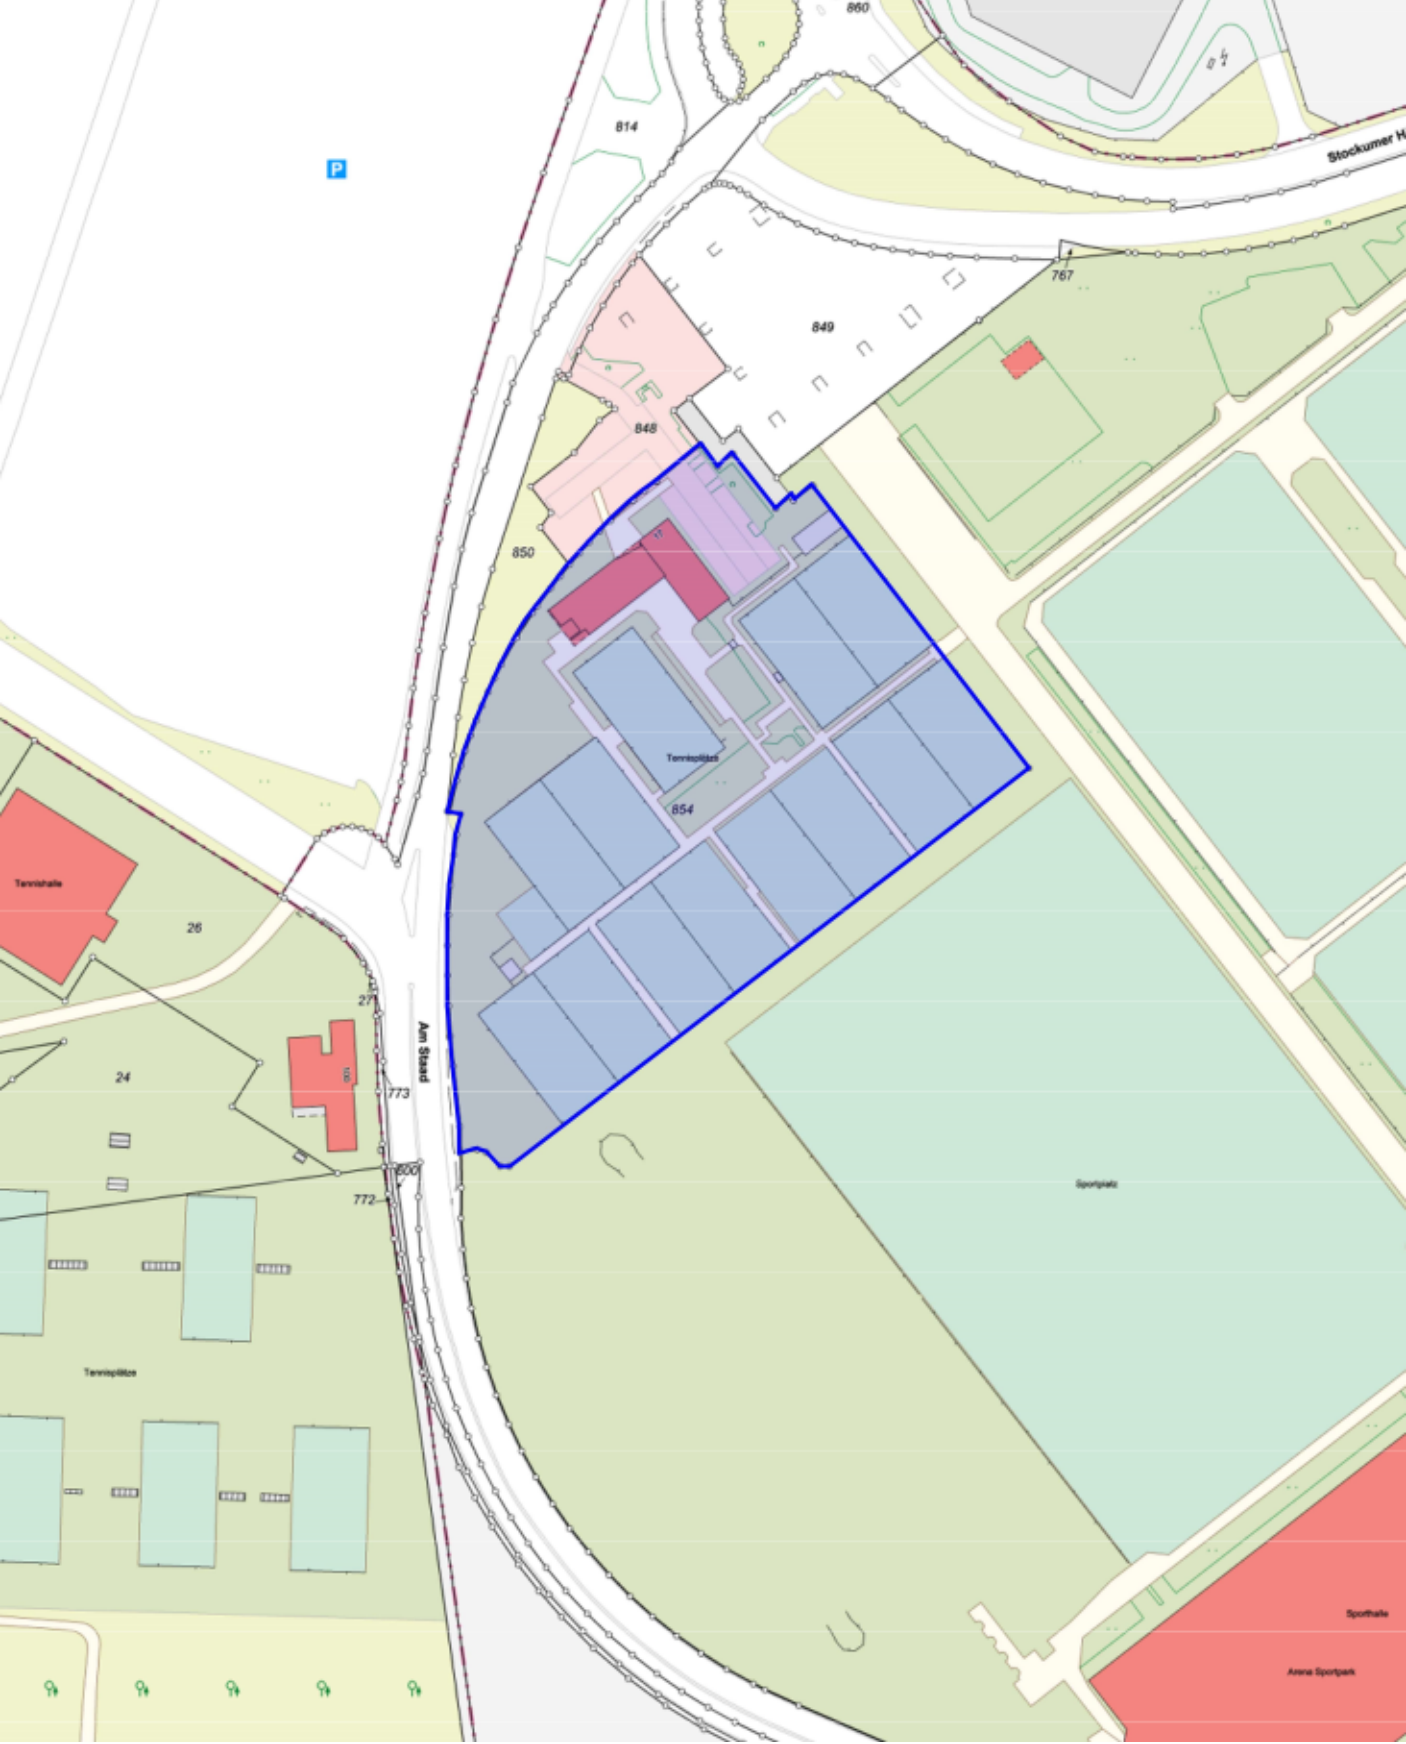 860
814
P
Stockumer H
767
849
848
850
Tennisplätze
854
Tennishalle
26
27
Am Staad
24
773
600
772
Sportplatz
Tennisplätze
Sporthalle
Arena Sportpark